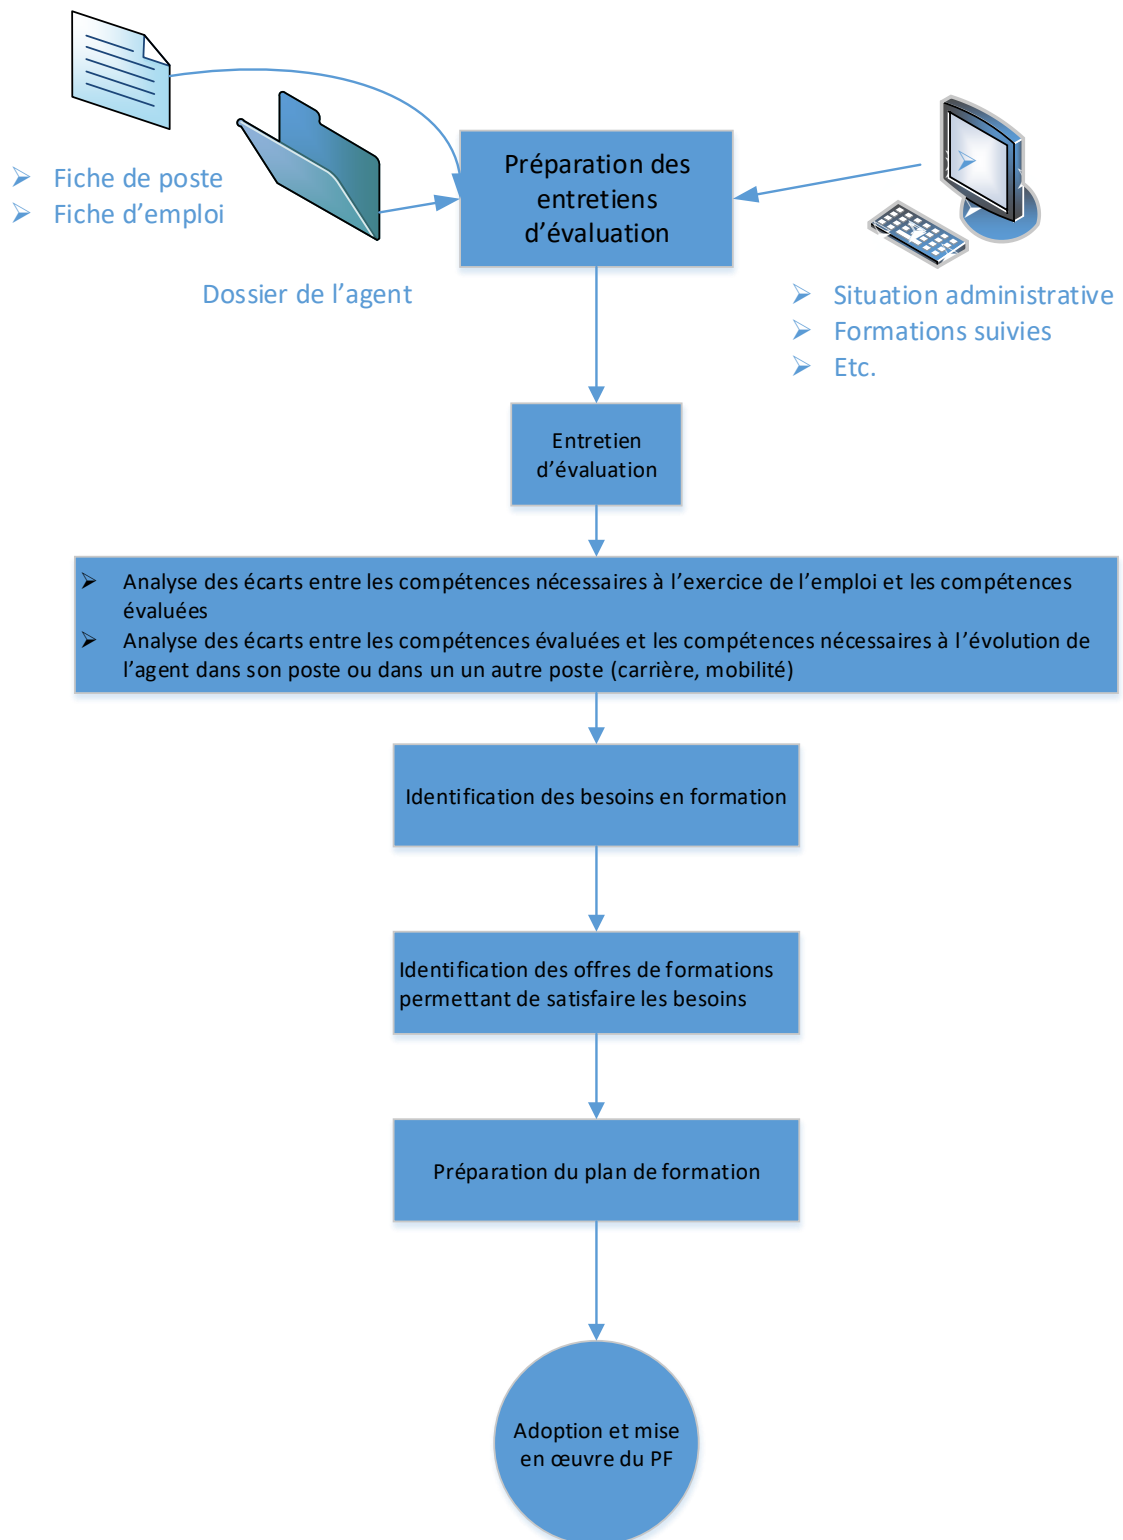 Fiche de poste
Fiche d’emploi
Dossier de l’agent
Préparation des
entretiens
d’évaluation
Situation administrative
Formations suivies
Etc.
Entretien
d’évaluation
Analyse des écarts entre les compétences nécessaires à l’exercice de l’emploi et les compétences
évaluées
Analyse des écarts entre les compétences évaluées et les compétences nécessaires à l’évolution de
l’agent dans son poste ou dans un un autre poste (carrière, mobilité)
Identification des besoins en formation
Identification des offres de formations
permettant de satisfaire les besoins
Préparation du plan de formation
Adoption et mise
en œuvre du PF